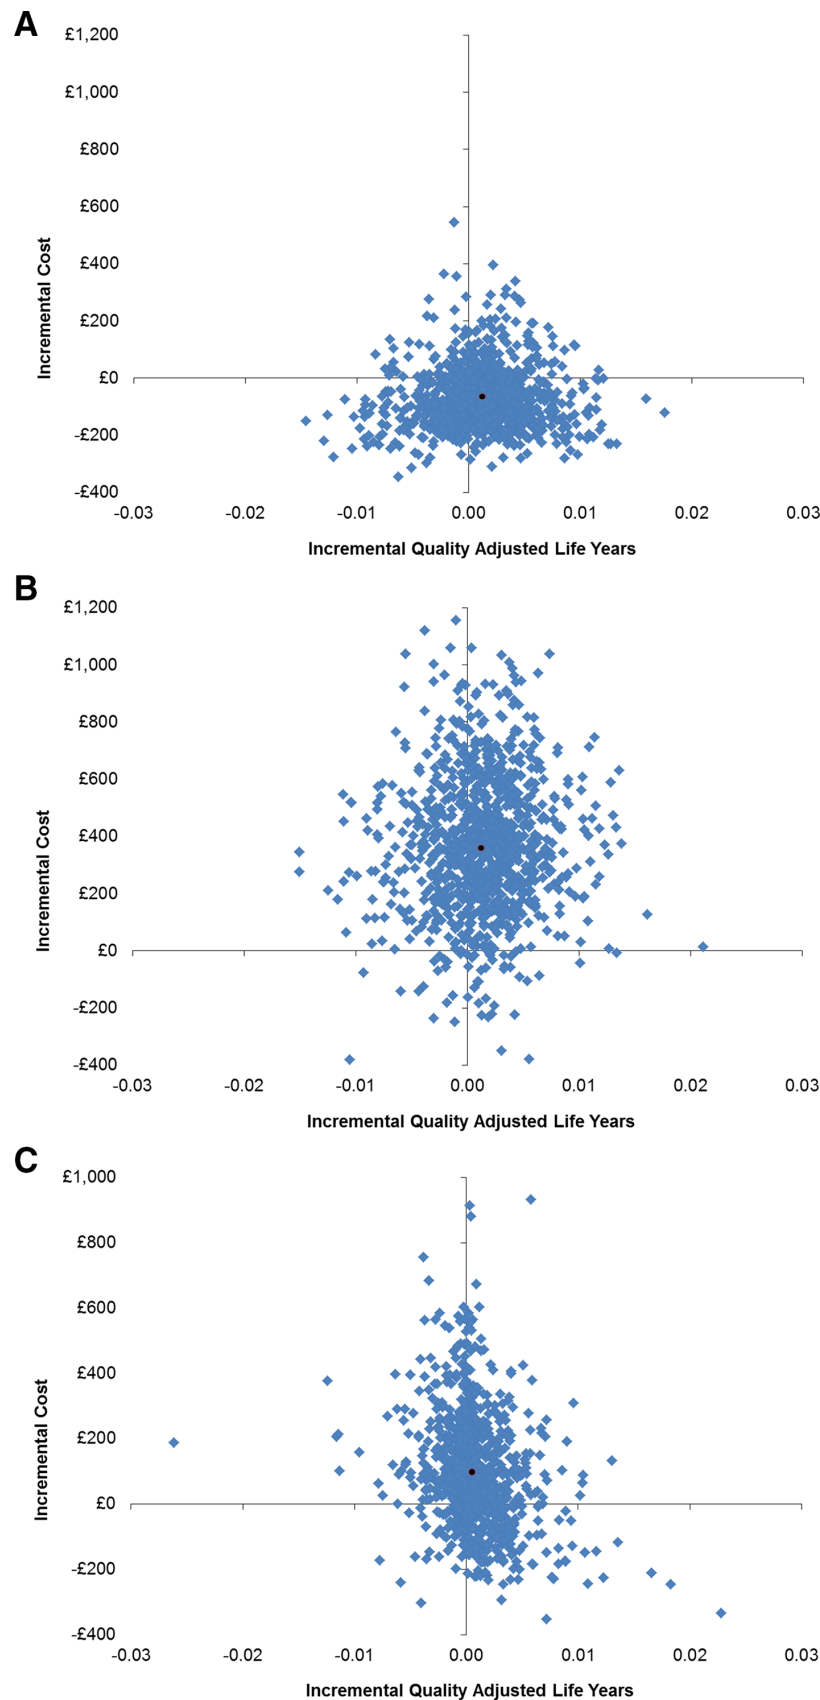 A
£1,200
£1,000
£800
£600
£400
£200
£0
-£200
-£400
Incremental Cost
-0.03 -0.02 -0.01 0.00 0.01 0.02 0.03
Incremental Quality Adjusted Life Years
B
£1,200
£1,000
£800
£600
£400
£200
£0
-£200
-£400
Incremental Cost
-0.03 -0.02 -0.01 0.00 0.01 0.02 0.03
Incremental Quality Adjusted Life Years
C
£1,000
£800
£600
£400
£200
£0
-£200
-£400
Incremental Cost
-0.03 -0.02 -0.01 0.00 0.01 0.02 0.03
Incremental Quality Adjusted Life Years